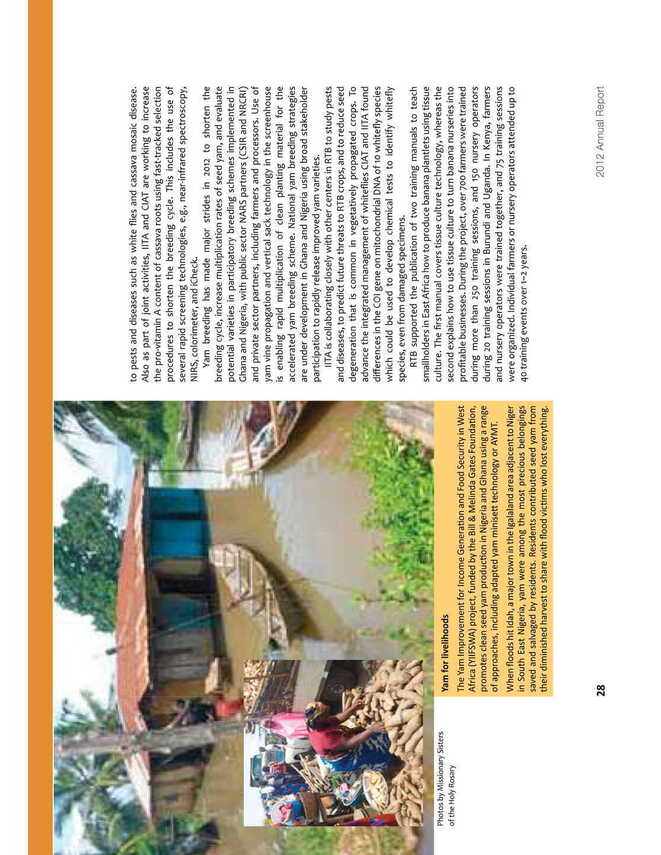 Photos by Missionary Sisters
of the Holy Rosary
Yam for livelihoods
The Yam Improvement for Income Generation and Food Security in West
Africa (YIIFSWA) project, funded by the Bill & Melinda Gates Foundation,
promotes clean seed yam production in Nigeria and Ghana using a range
of approaches, including adapted yam minisett technology or AYMT.
When floods hit Idah, a major town in the Igalaland area adjacent to Niger
in South East Nigeria, yam were among the most precious belongings
saved and salvaged by residents. Residents contributed seed yam from
their diminished harvest to share with flood victims who lost everything.
to pests and diseases such as white flies and cassava mosaic disease.
Also as part of joint activities, IITA and CIAT are working to increase
the pro-vitamin A content of cassava roots using fast-tracked selection
procedures to shorten the breeding cycle. This includes the use of
several rapid screening technologies, e.g., near-infrared spectroscopy,
NIRS, colorimeter, and iCheck.
Yam breeding has made major strides in 2012 to shorten the
breeding cycle, increase multiplication rates of seed yam, and evaluate
potential varieties in participatory breeding schemes implemented in
Ghana and Nigeria, with public sector NARS partners (CSIR and NRCRI)
and private sector partners, including farmers and processors. Use of
yam vine propagation and vertical sack technology in the screenhouse
is enabling rapid multiplication of clean planting material for the
accelerated yam breeding scheme. National yam breeding strategies
are under development in Ghana and Nigeria using broad stakeholder
participation to rapidly release improved yam varieties.
IITA is collaborating closely with other centers in RTB to study pests
and diseases, to predict future threats to RTB crops, and to reduce seed
degeneration that is common in vegetatively propagated crops. To
advance the integrated management of whiteflies CIAT and IITA found
differences in the COI gene on mitochondrial DNA of 10 whitefly species
which could be used to develop chemical tests to identify whitefly
species, even from damaged specimens.
RTB supported the publication of two training manuals to teach
smallholders in East Africa how to produce banana plantlets using tissue
culture. The first manual covers tissue culture technology, whereas the
second explains how to use tissue culture to turn banana nurseries into
profitable businesses. During the project, over 700 farmers were trained
during more than 250 training sessions, and 150 nursery operators
during 20 training sessions in Burundi and Uganda. In Kenya, farmers
and nursery operators were trained together, and 75 training sessions
were organized. Individual farmers or nursery operators attended up to
40 training events over 1–2 years.
28
2012 Annual Report